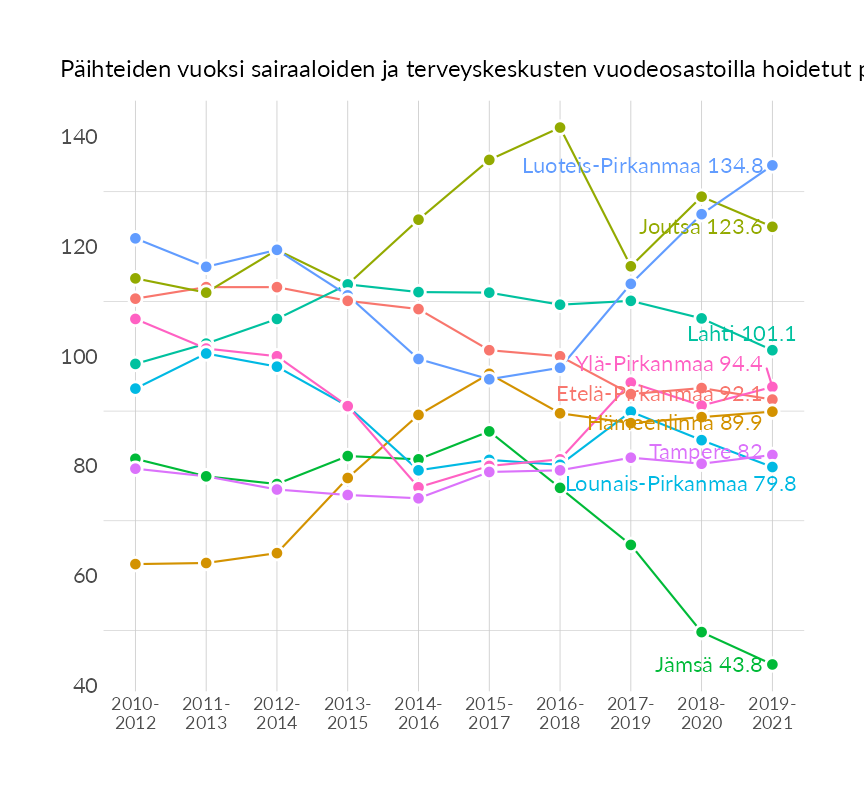 Päihteiden vuoksi sairaaloiden ja terveyskeskusten vuodeosastoilla hoidetut
140
Luoteis-Pirkanmaa 134.8
Joutsa 123.6
120
Lahti 101.1
100
Ylä-Pirkanmaa 94.4
Etelä-Pirkanmaa 92.1
Hämeenlinna 89.9
Tampere 82
80
Lounais-Pirkanmaa 79.8
60
Jämsä 43.8
40
2010- 2011- 2012- 2013- 2014- 2015- 2016- 2017- 2018- 2019-
2012 2013 2014 2015 2016 2017 2018 2019 2020 2021